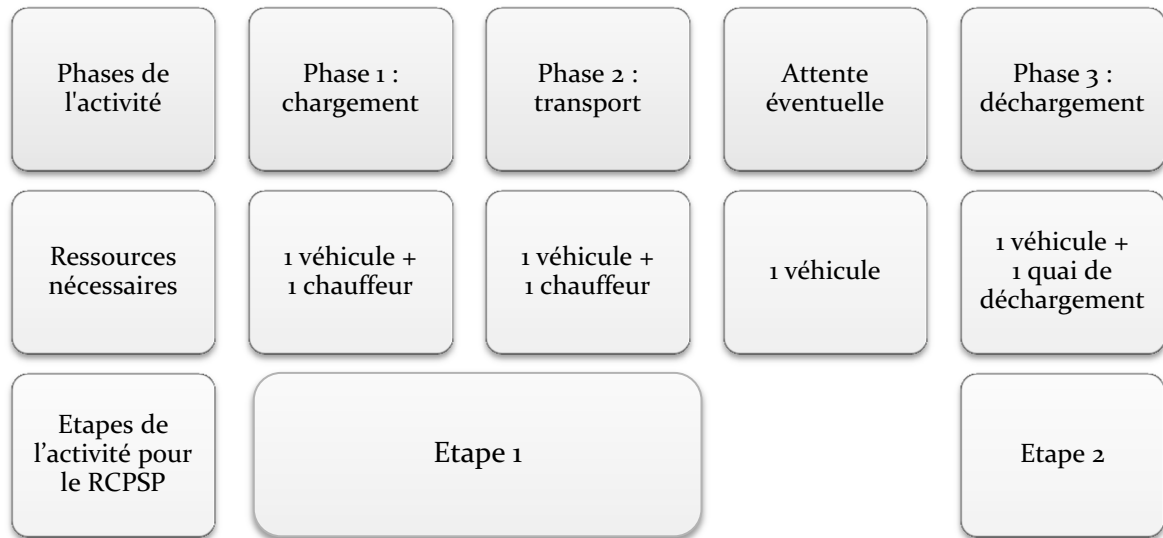 Phases de
l'activité
Phase 1 :
chargement
Phase 2 :
transport
Attente
éventuelle
Phase 3 :
déchargement
Ressources
nécessaires
1 véhicule +
1 chauffeur
1 véhicule +
1 chauffeur
1 véhicule
1 véhicule +
1 quai de
déchargement
Etapes de
l’activité pour
le RCPSP
Etape 1
Etape 2